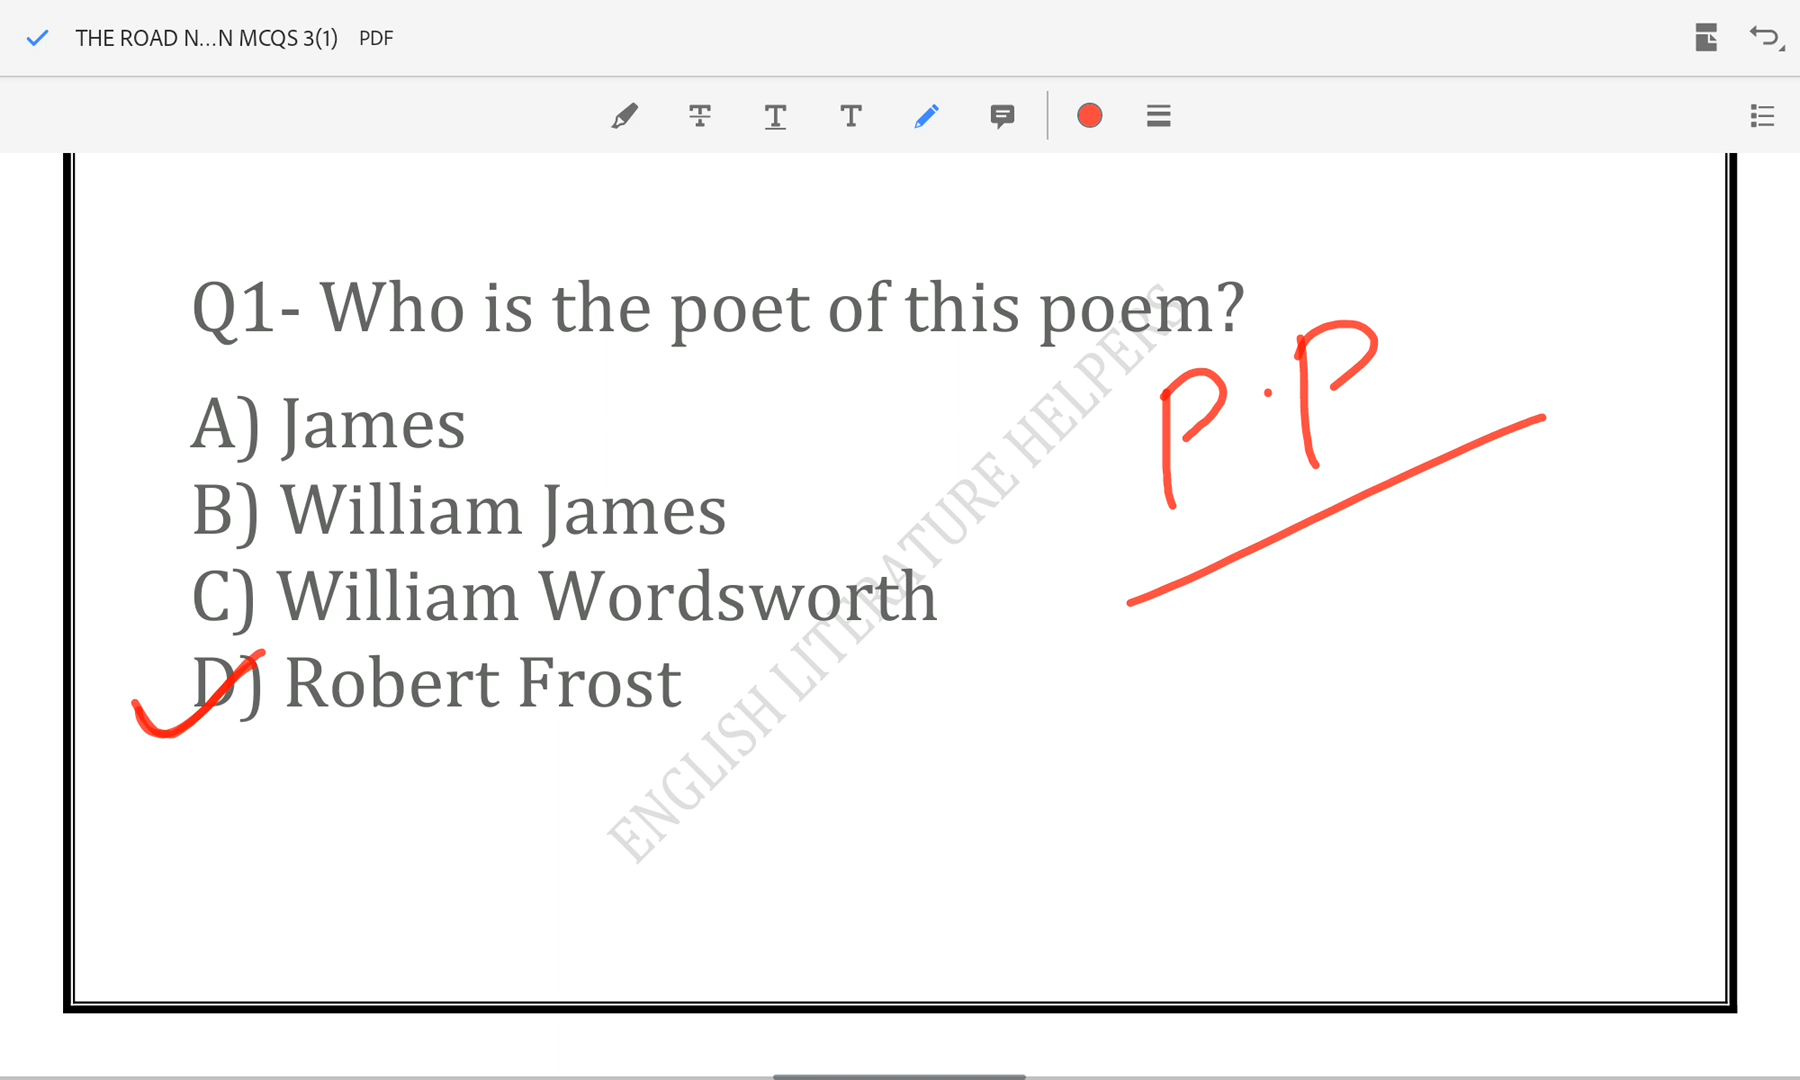 THE ROAD N...N MCQS 3(1) PDF
Q1- Who is the poet of this poem?
P.P
A) James
B) William James
C) William Wordsworth
D) Robert Frost
ENGLISH LITERATURE HELPERS